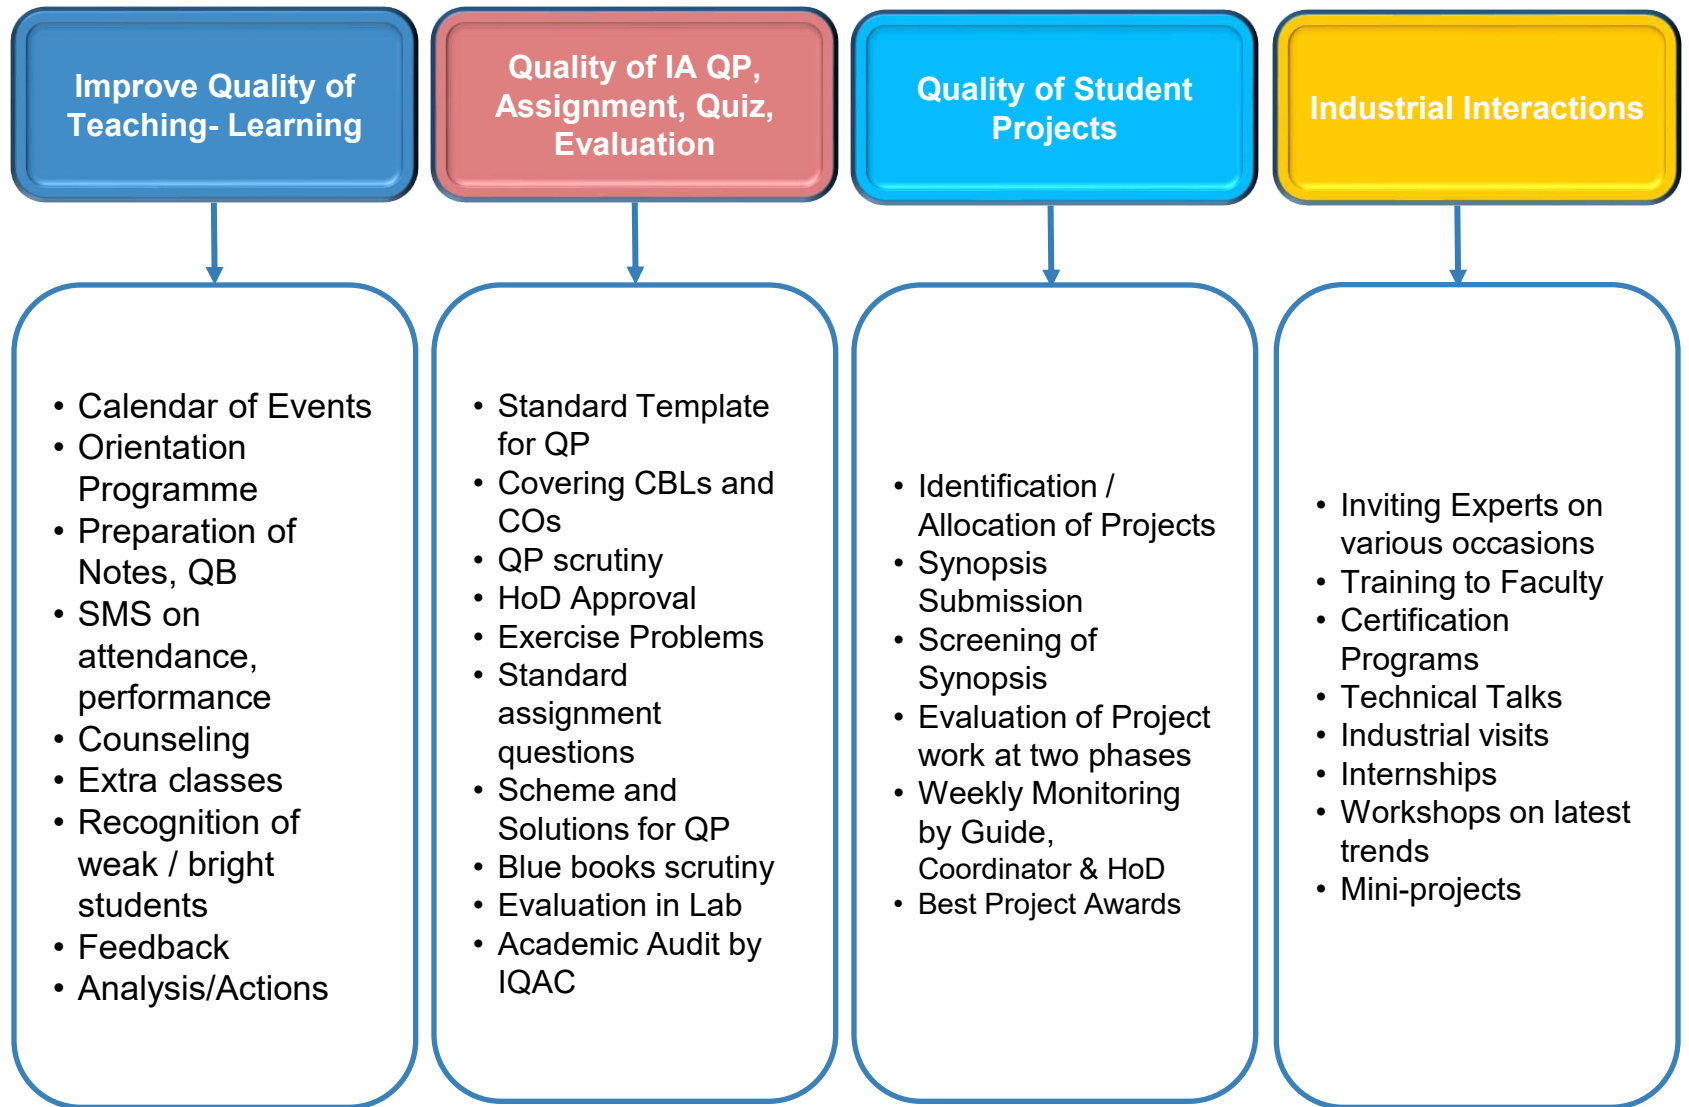 Improve Quality of
Teaching- Learning
• Calendar of Events
• Orientation
Programme
• Preparation of
Notes, QB
• SMS on
attendance,
performance
• Counseling
• Extra classes
• Recognition of
weak / bright
students
• Feedback
• Analysis/Actions
Quality of IA QP,
Assignment, Quiz,
Evaluation
• Standard Template
for QP
• Covering CBLs and
COs
• QP scrutiny
• HoD Approval
• Exercise Problems
• Standard
assignment
questions
• Scheme and
Solutions for QP
• Blue books scrutiny
• Evaluation in Lab
• Academic Audit by
IQAC
Quality of Student
Projects
• Identification /
Allocation of Projects
• Synopsis
Submission
• Screening of
Synopsis
• Evaluation of Project
work at two phases
• Weekly Monitoring
by Guide,
Coordinator & HoD
• Best Project Awards
Industrial Interactions
• Inviting Experts on
various occasions
• Training to Faculty
• Certification
Programs
• Technical Talks
• Industrial visits
• Internships
• Workshops on latest
trends
• Mini-projects